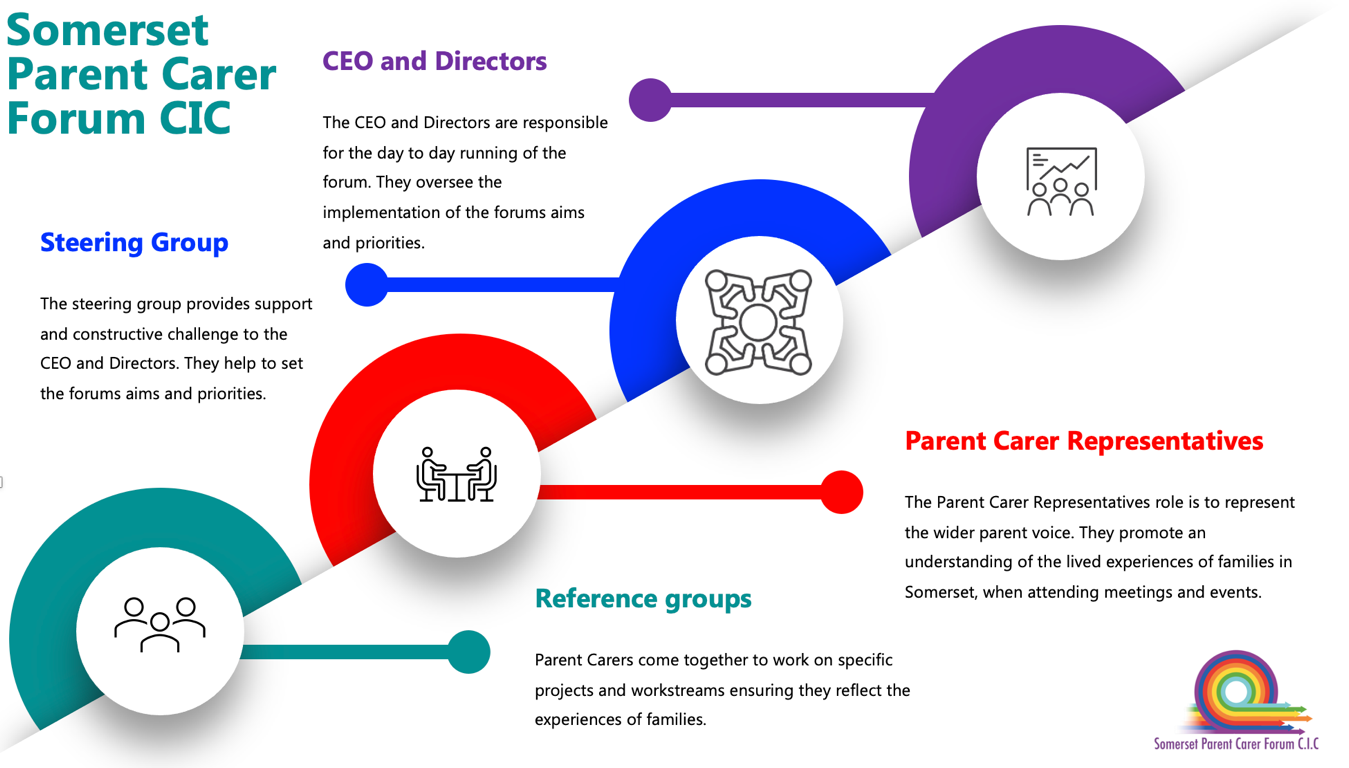 Somerset
Parent Carer
Forum CIC
CEO and Directors
The CEO and Directors are responsible
for the day to day running of the
forum. They oversee the
implementation of the forums aims
and priorities.
Steering Group
The steering group provides support
and constructive challenge to the
CEO and Directors. They help to set
the forums aims and priorities.
Parent Carer Representatives
The Parent Carer Representatives role is to represent
the wider parent voice. They promote an
understanding of the lived experiences of families in
Somerset, when attending meetings and events.
Reference groups
Parent Carers come together to work on specific
projects and workstreams ensuring they reflect the
experiences of families.
Somerset Parent Carer Forum C.I.C